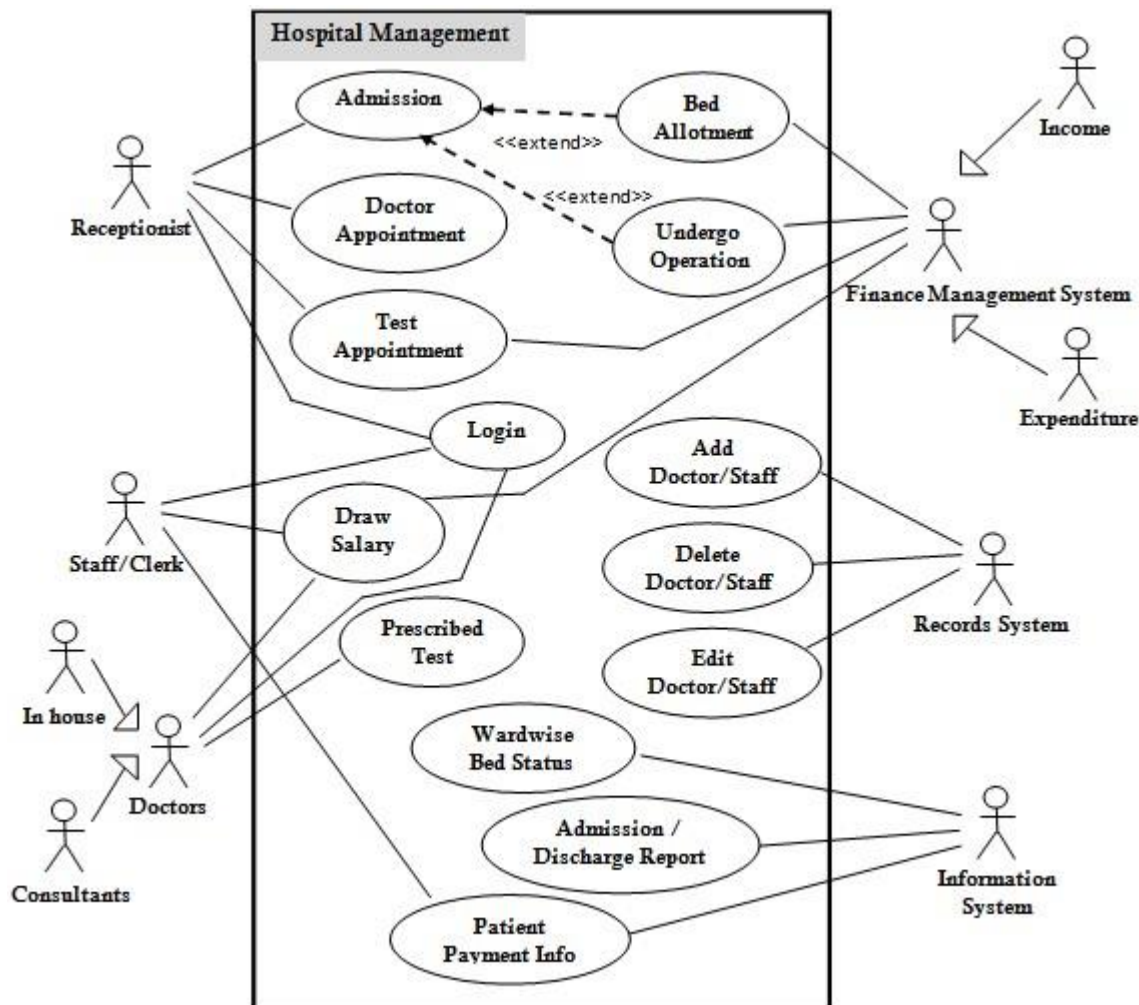 Hospital Management
Admission
Bed
Allotment
<<extend>>
Income
Receptionist
Doctor
Appointment
<<extend>>
Undergo
Operation
Finance Management System
Test
Appointment
Expenditure
Login
Add
Doctor/Staff
Staff/Clerk
Draw
Salary
Delete
Doctor/Staff
Records System
Prescribed
Test
Edit
Doctor/Staff
In house
Doctors
Wardwise
Bed Status
Consultants
Admission /
Discharge Report
Information
System
Patient
Payment Info